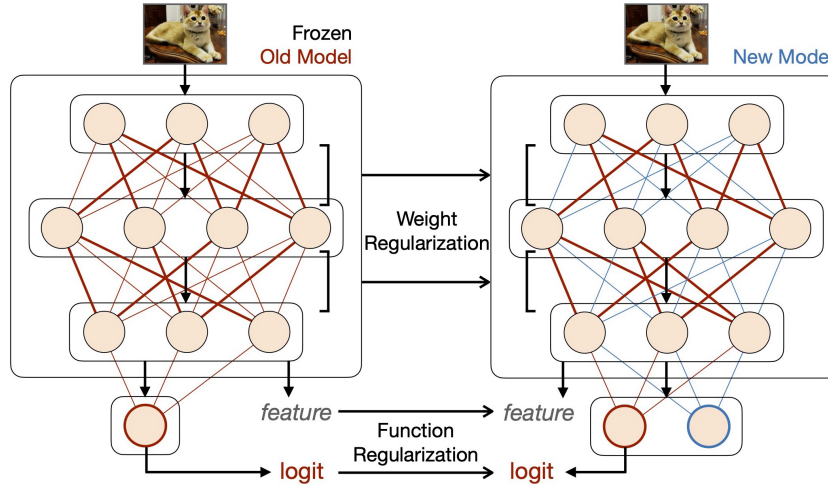 Frozen
Old Model
New Mode
Weight
Regularization
feature
feature
Function
Regularization
logit
logit